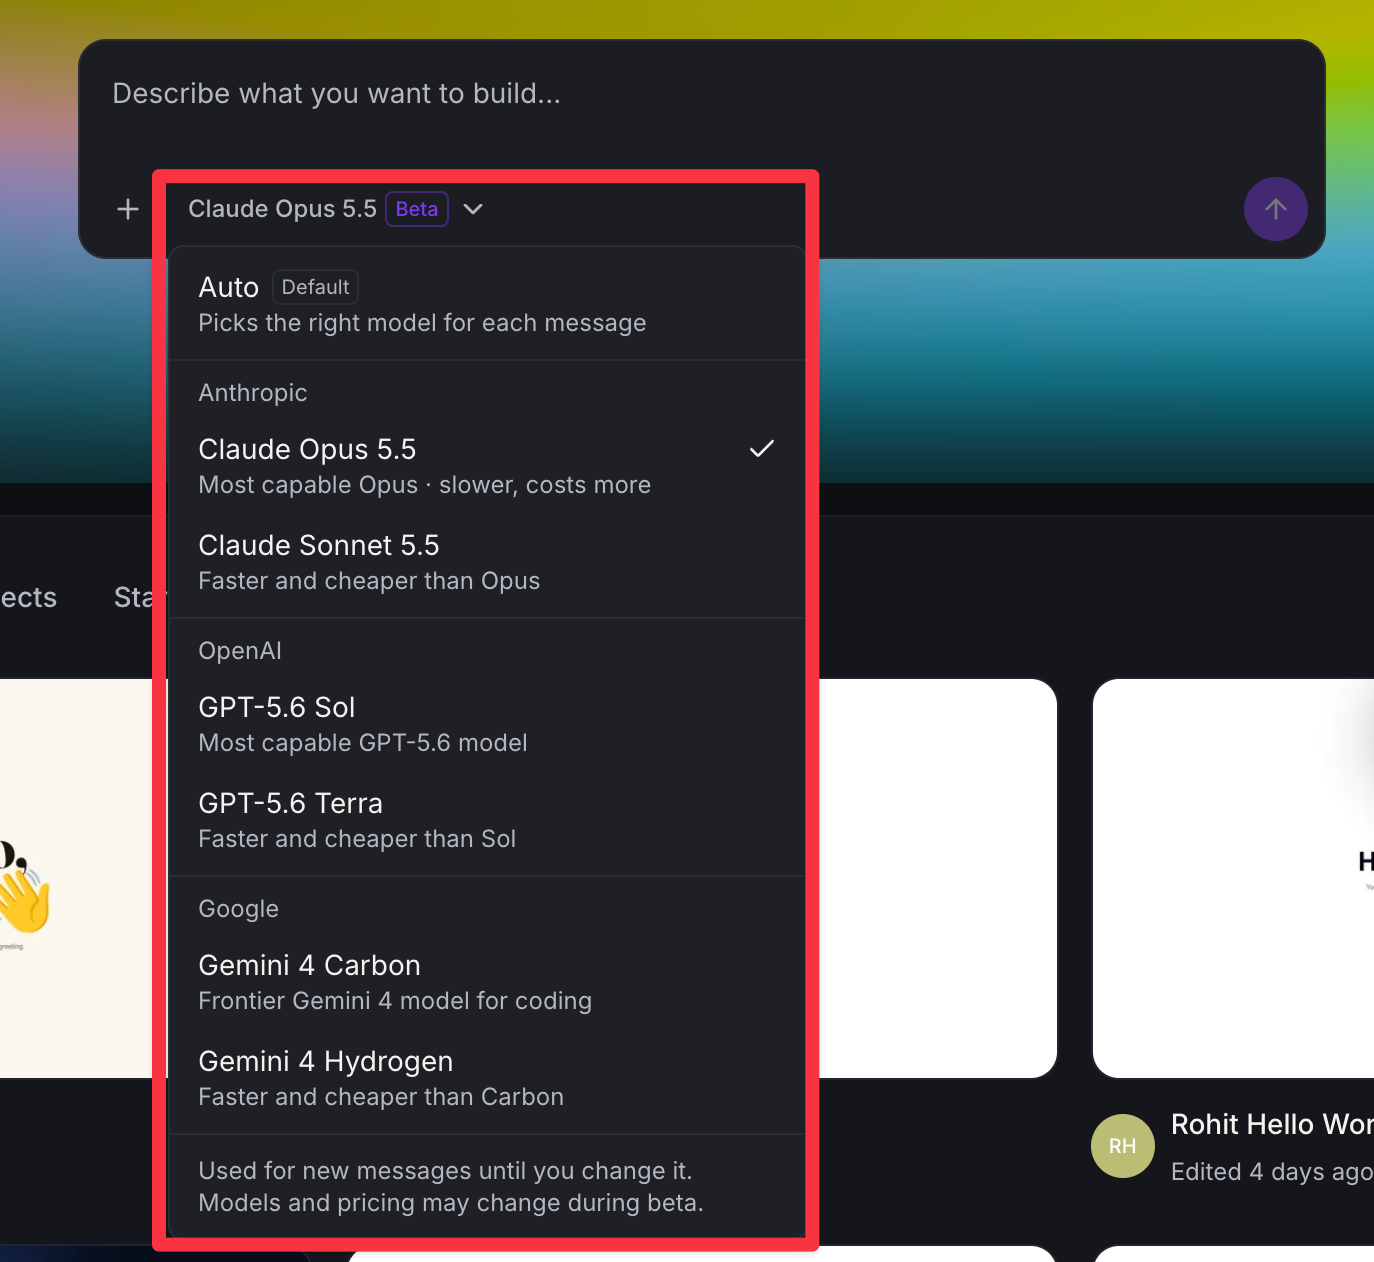 Describe what you want to build...
Claude Opus 5.5 Beta
Auto Default
Picks the right model for each message
Anthropic
Claude Opus 5.5
Most capable Opus · slower, costs more
Claude Sonnet 5.5
Faster and cheaper than Opus
ects
Sta
OpenAI
GPT-5.6 Sol
Most capable GPT-5.6 model
GPT-5.6 Terra
Faster and cheaper than Sol
Google
Gemini 4 Carbon
Frontier Gemini 4 model for coding
Gemini 4 Hydrogen
Faster and cheaper than Carbon
Used for new messages until you change it.
Models and pricing may change during beta.
greeting.
H
RH
Rohit Hello Wor
Edited 4 days ago